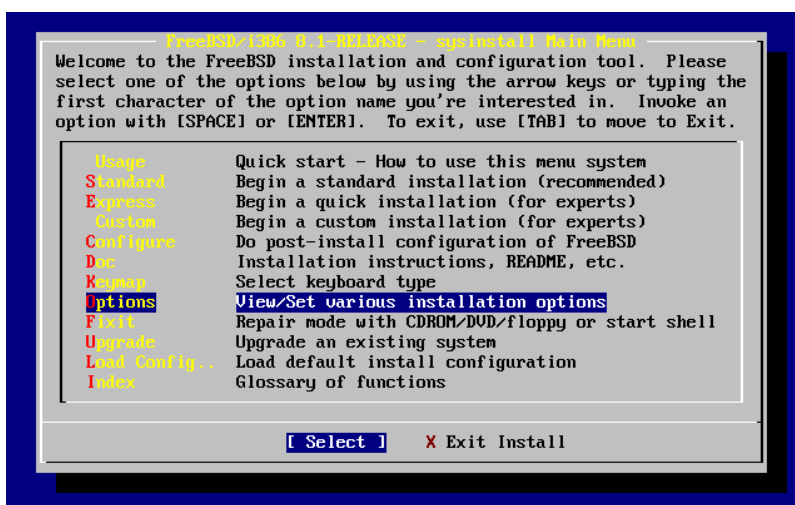 FreeBSD/i386 8.1-RELEASE - sysinstall Main Menu
Welcome to the FreeBSD installation and configuration tool.  Please
select one of the options below by using the arrow keys or typing the
first character of the option name you're interested in.  Invoke an
option with [SPACE] or [ENTER].  To exit, use [TAB] to move to Exit.
Usage Quick start - How to use this menu system
Standard Begin a standard installation (recommended)
Express Begin a quick installation (for experts)
Custom Begin a custom installation (for experts)
Configure Do post-install configuration of FreeBSD
Doc Installation instructions, README, etc.
Keymap Select keyboard type
Options View/Set various installation options
Fixit Repair mode with CDROM/DVD/floppy or start shell
Upgrade Upgrade an existing system
Load Config.. Load default install configuration
Index Glossary of functions
[ Select ] X Exit Install